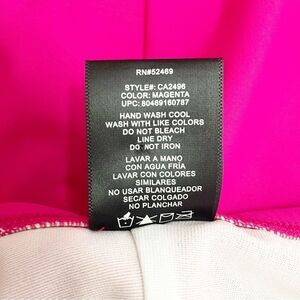 RN#52469
STYLE#: CA2496
COLOR: MAGENTA
UPC: 80469160787
HAND WASH COOL
WASH WITH LIKE COLORS
DO NOT BLEACH
LINE DRY
DO NOT IRON
LAVAR A MANO
CON AGUA FRÍA
LAVAR CON COLORES
SIMILARES
NO USAR BLANQUEADOR
SECAR COLGADO
NO PLANCHAR